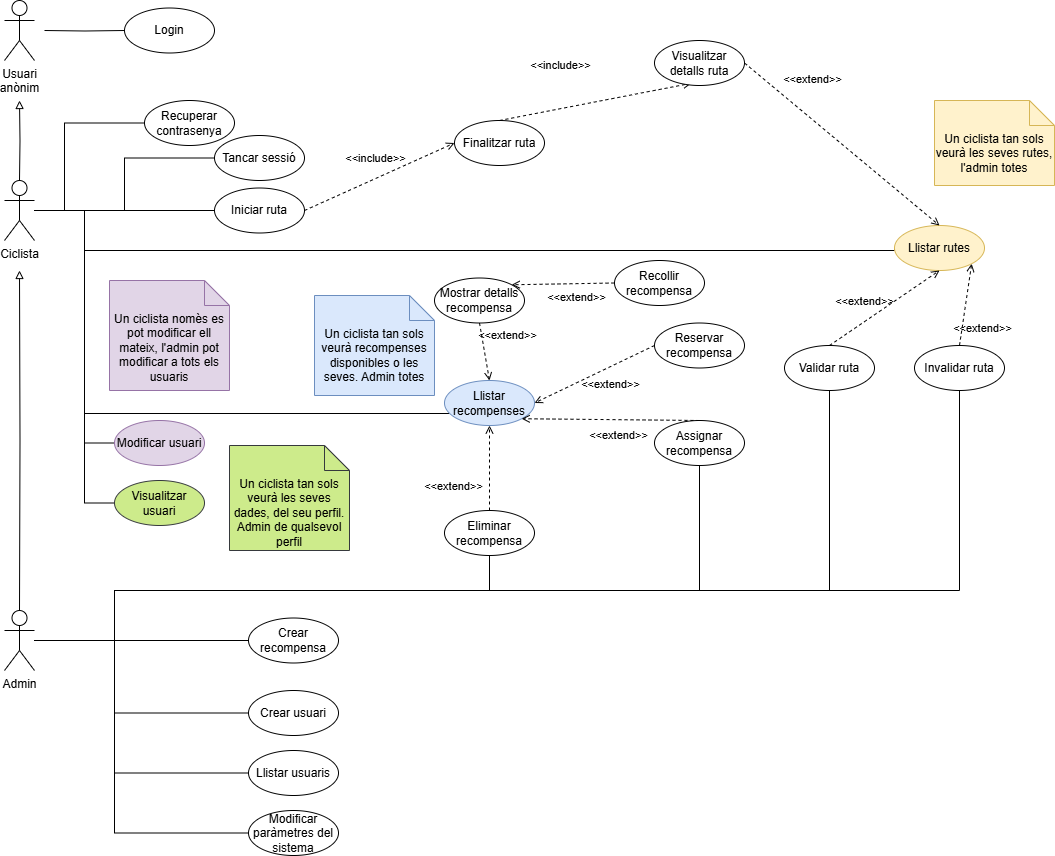 Login
Usuari
anònim
Visualitzar
detalls ruta
<<include>>
<<extend>>
Recuperar
contrasenya
Finalitzar ruta
Un ciclista tan sols
veurà les seves rutes,
l'admin totes
Tancar sessió
<<include>>
Iniciar ruta
Ciclista
Llistar rutes
Mostrar detalls
recompensa
Recollir
recompensa
<<extend>>
<<extend>>
Un ciclista nomès es
pot modificar ell
mateix, l'admin pot
modificar a tots els
usuaris
Un ciclista tan sols
veurà recompenses
disponibles o les
seves. Admin totes
<<extend>>
<<extend>>
Reservar
recompensa
Validar ruta
Invalidar ruta
<<extend>>
Llistar
recompenses
Modificar usuari
<<extend>>
Assignar
recompensa
Visualitzar
usuari
Un ciclista tan sols
veurà les seves
dades, del seu perfil.
Admin de qualsevol
perfil
<<extend>>
Eliminar
recompensa
Admin
Crear
recompensa
Crear usuari
Llistar usuaris
Modificar
paràmetres del
sistema